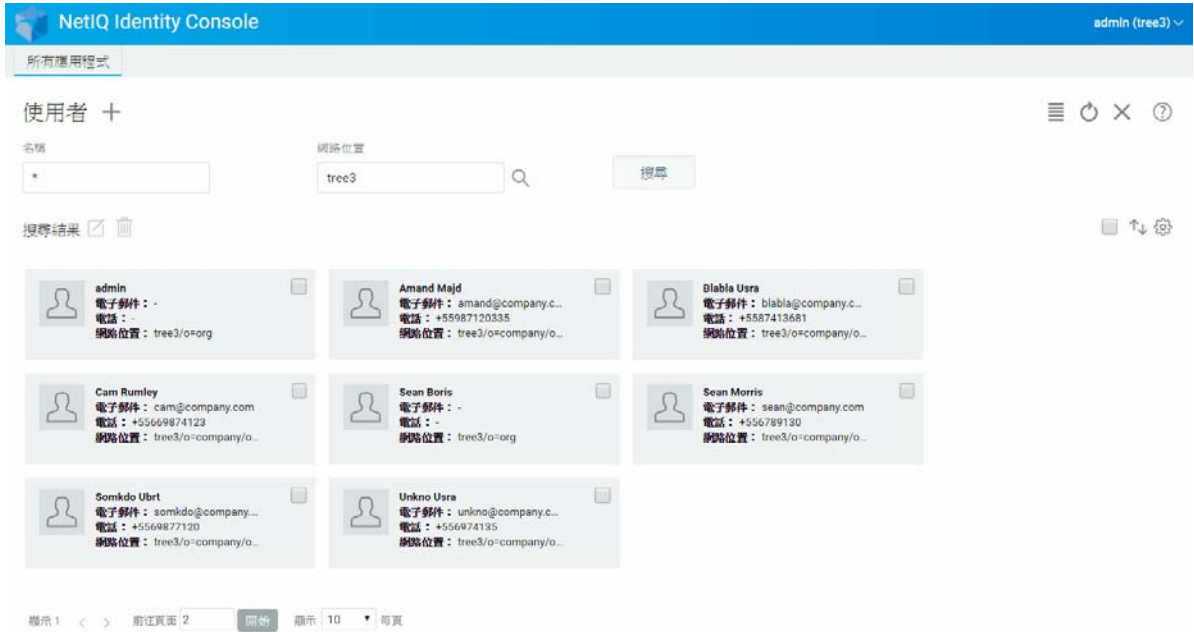 NetIQ Identity Console
admin (tree3)
所有應用程式
使用者
名稱
網路位置
*
tree3
搜尋
搜尋結果
admin
電子郵件： -
電話： -
網路位置： tree3/o=org
Amand Majd
電子郵件： amand@company.c...
電話： +55987120335
網路位置： tree3/o=company/o...
Blabla Usra
電子郵件： blabla@company.c...
電話： +5587413681
網路位置： tree3/o=company/o...
Cam Rumley
電子郵件： cam@company.com
電話： +55669874123
網路位置： tree3/o=company/o...
Sean Boris
電子郵件： -
電話： -
網路位置： tree3/o=org
Sean Morris
電子郵件： sean@company.com
電話： +556789130
網路位置： tree3/o=company/o...
Somkdo Ubrt
電子郵件： somkdo@company....
電話： +5569877120
網路位置： tree3/o=company/o...
Unkno Usra
電子郵件： unkno@company.c...
電話： +556974135
網路位置： tree3/o=company/o...
顯示 1 < > 前往頁面 2 開始 顯示 10 每頁